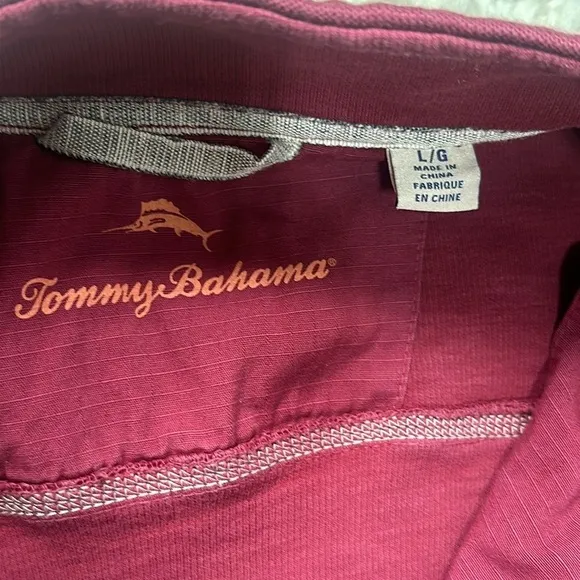 L/G
MADE IN
CHINA
FABRIQUE
EN CHINE
Tommy Bahama®